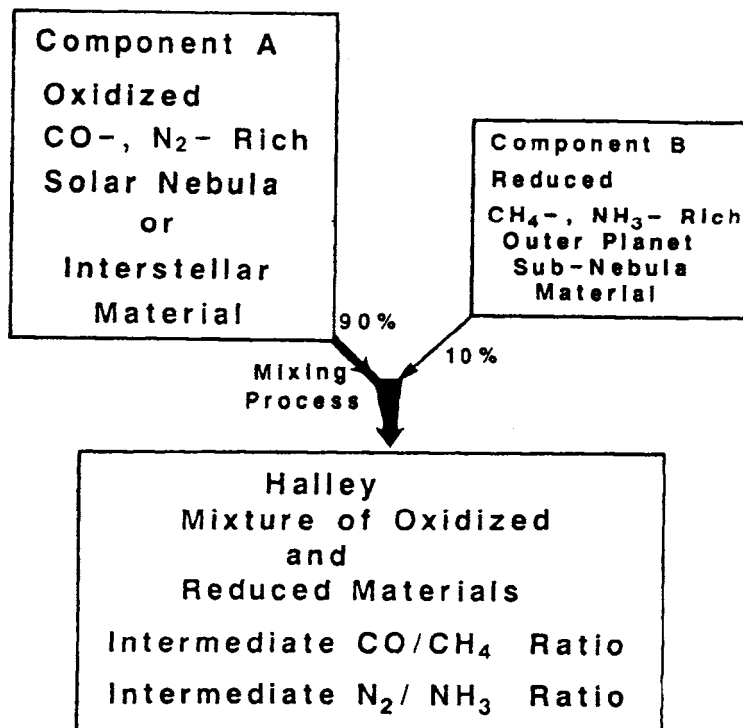 Component A
Oxidized
CO-, N₂- Rich
Solar Nebula
or
Interstellar
Material
Component B
Reduced
CH₄-, NH₃- Rich
Outer Planet
Sub-Nebula
Material
90%
10%
Mixing
Process
Halley
Mixture of Oxidized
and
Reduced Materials
Intermediate CO/CH₄ Ratio
Intermediate N₂/ NH₃ Ratio